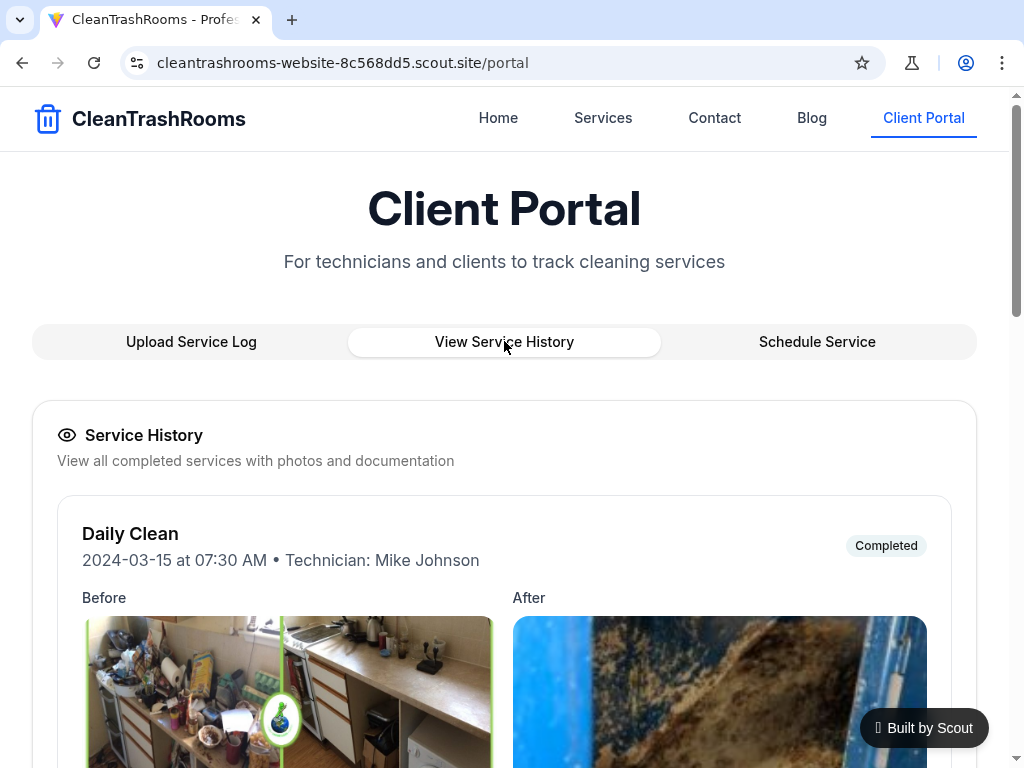 CleanTrashRooms - Profes
cleantrashrooms-website-8c568dd5.scout.site/portal
CleanTrashRooms
Home
Services
Contact
Blog
Client Portal
Client Portal
For technicians and clients to track cleaning services
Upload Service Log
View Service History
Schedule Service
Service History
View all completed services with photos and documentation
Daily Clean
2024-03-15 at 07:30 AM • Technician: Mike Johnson
Completed
Before
After
Built by Scout